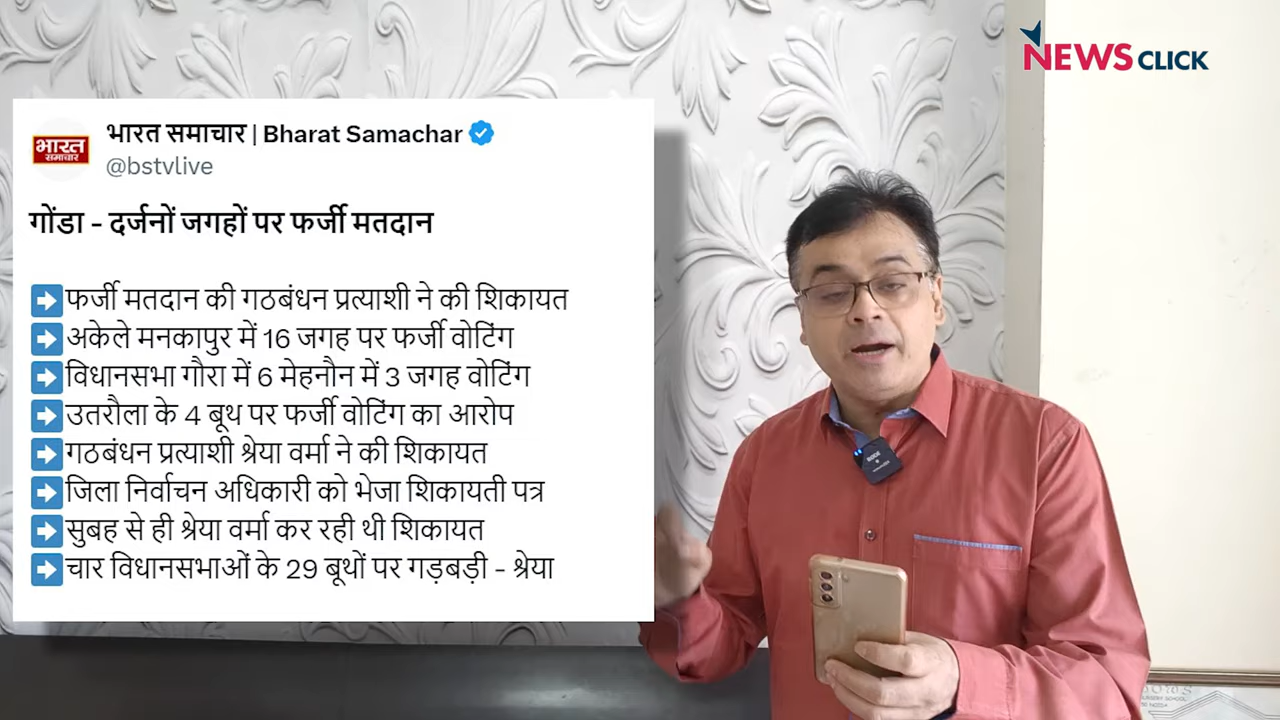 NEWS CLICK
भारत समाचार
भारत समाचार | Bharat Samachar
@bstvlive
गोंडा - दर्जनों जगहों पर फर्जी मतदान
फर्जी मतदान की गठबंधन प्रत्याशी ने की शिकायत
अकेले मनकापुर में 16 जगह पर फर्जी वोटिंग
विधानसभा गौरा में 6 मेहनौन में 3 जगह वोटिंग
उतरौला के 4 बूथ पर फर्जी वोटिंग का आरोप
गठबंधन प्रत्याशी श्रेया वर्मा ने की शिकायत
जिला निर्वाचन अधिकारी को भेजा शिकायती पत्र
सुबह से ही श्रेया वर्मा कर रही थी शिकायत
चार विधानसभाओं के 29 बूथों पर गड़बड़ी - श्रेया
RODE